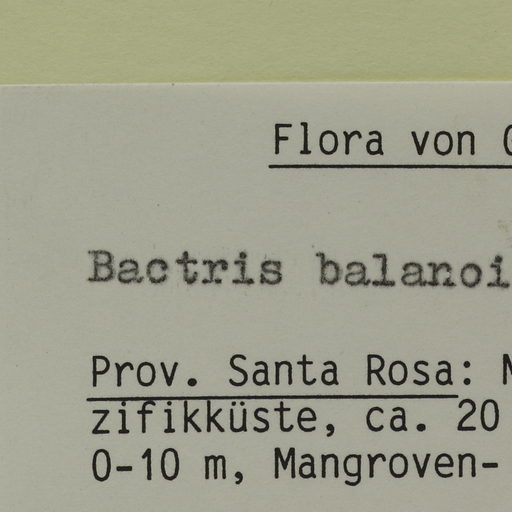 Flora von
Bactris balanoi
Prov. Santa Rosa:
zifikküste, ca. 20
0-10 m, Mangroven-